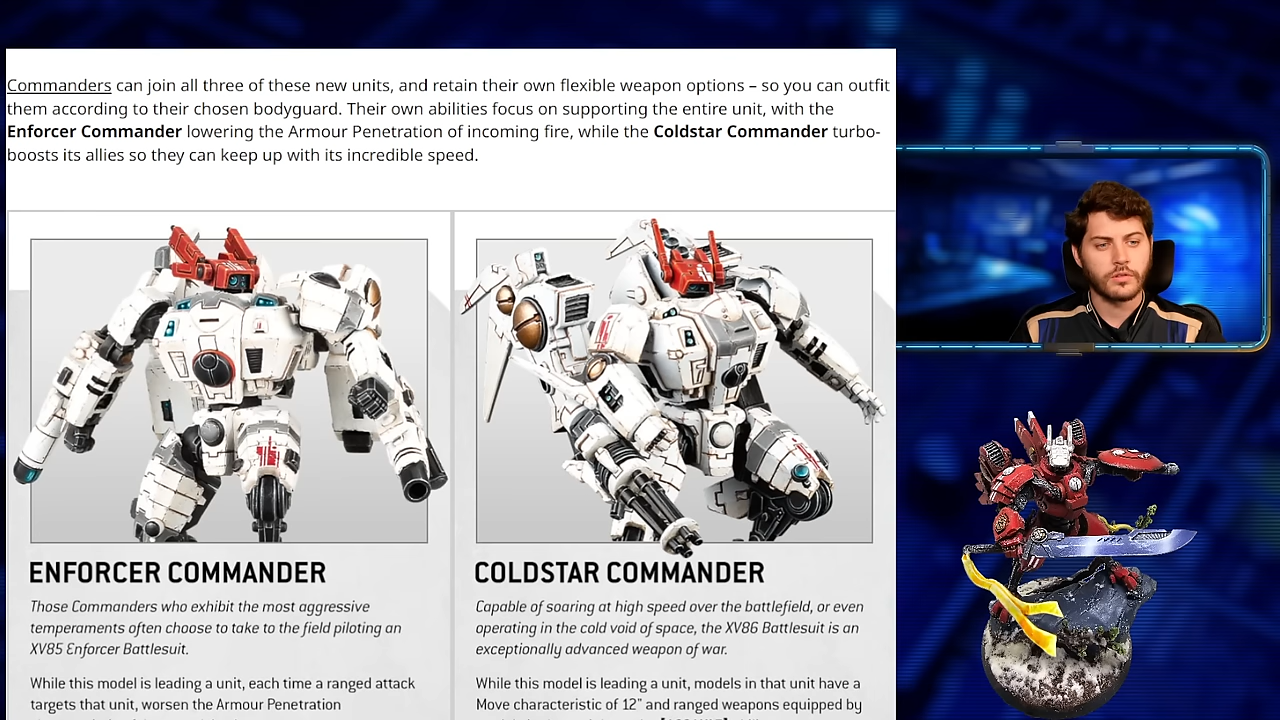 Commanders can join all three of these new units, and retain their own flexible weapon options – so you can outfit
them according to their chosen bodyguard. Their own abilities focus on supporting the entire unit, with the
Enforcer Commander lowering the Armour Penetration of incoming fire, while the Coldstar Commander turbo-
boosts its allies so they can keep up with its incredible speed.
ENFORCER COMMANDER
Those Commanders who exhibit the most aggressive
temperaments often choose to take to the field piloting an
XV85 Enforcer Battlesuit.
While this model is leading a unit, each time a ranged attack
targets that unit, worsen the Armour Penetration
COLDSTAR COMMANDER
Capable of soaring at high speed over the battlefield, or even
operating in the cold void of space, the XV86 Battlesuit is an
exceptionally advanced weapon of war.
While this model is leading a unit, models in that unit have a
Move characteristic of 12" and ranged weapons equipped by